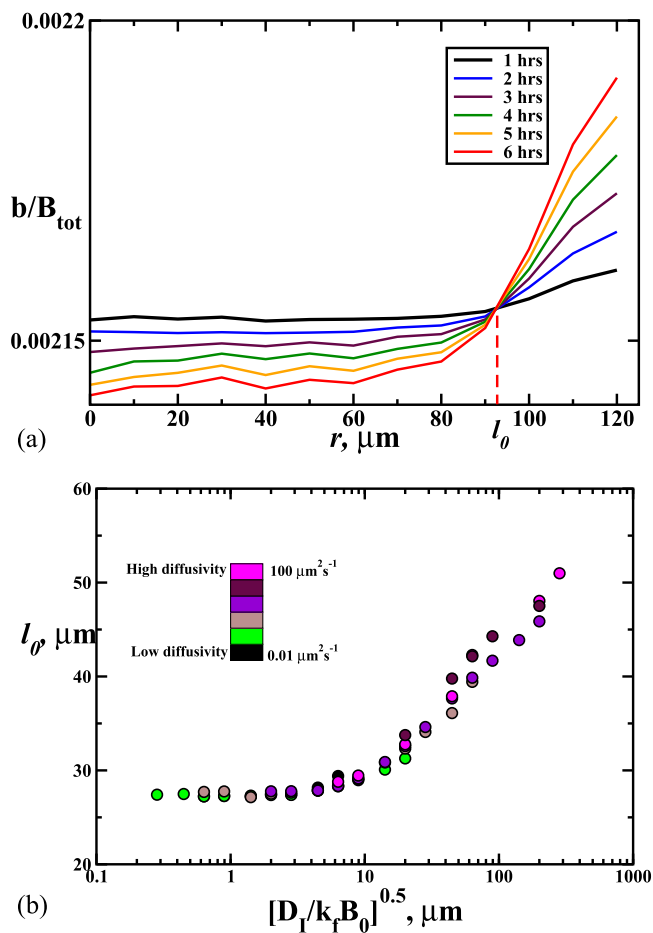 0.0022
1 hrs
2 hrs
3 hrs
4 hrs
5 hrs
6 hrs
b/B_tot
0.00215
0 20 40 60 80 100 120
(a) r, μm l_0
60
High diffusivity 100 μm²s⁻¹
50
l_0, μm
Low diffusivity 0.01 μm²s⁻¹
40
30
20
0.1 1 10 100 1000
(b) [D_I/k_fB_0]^0.5, μm